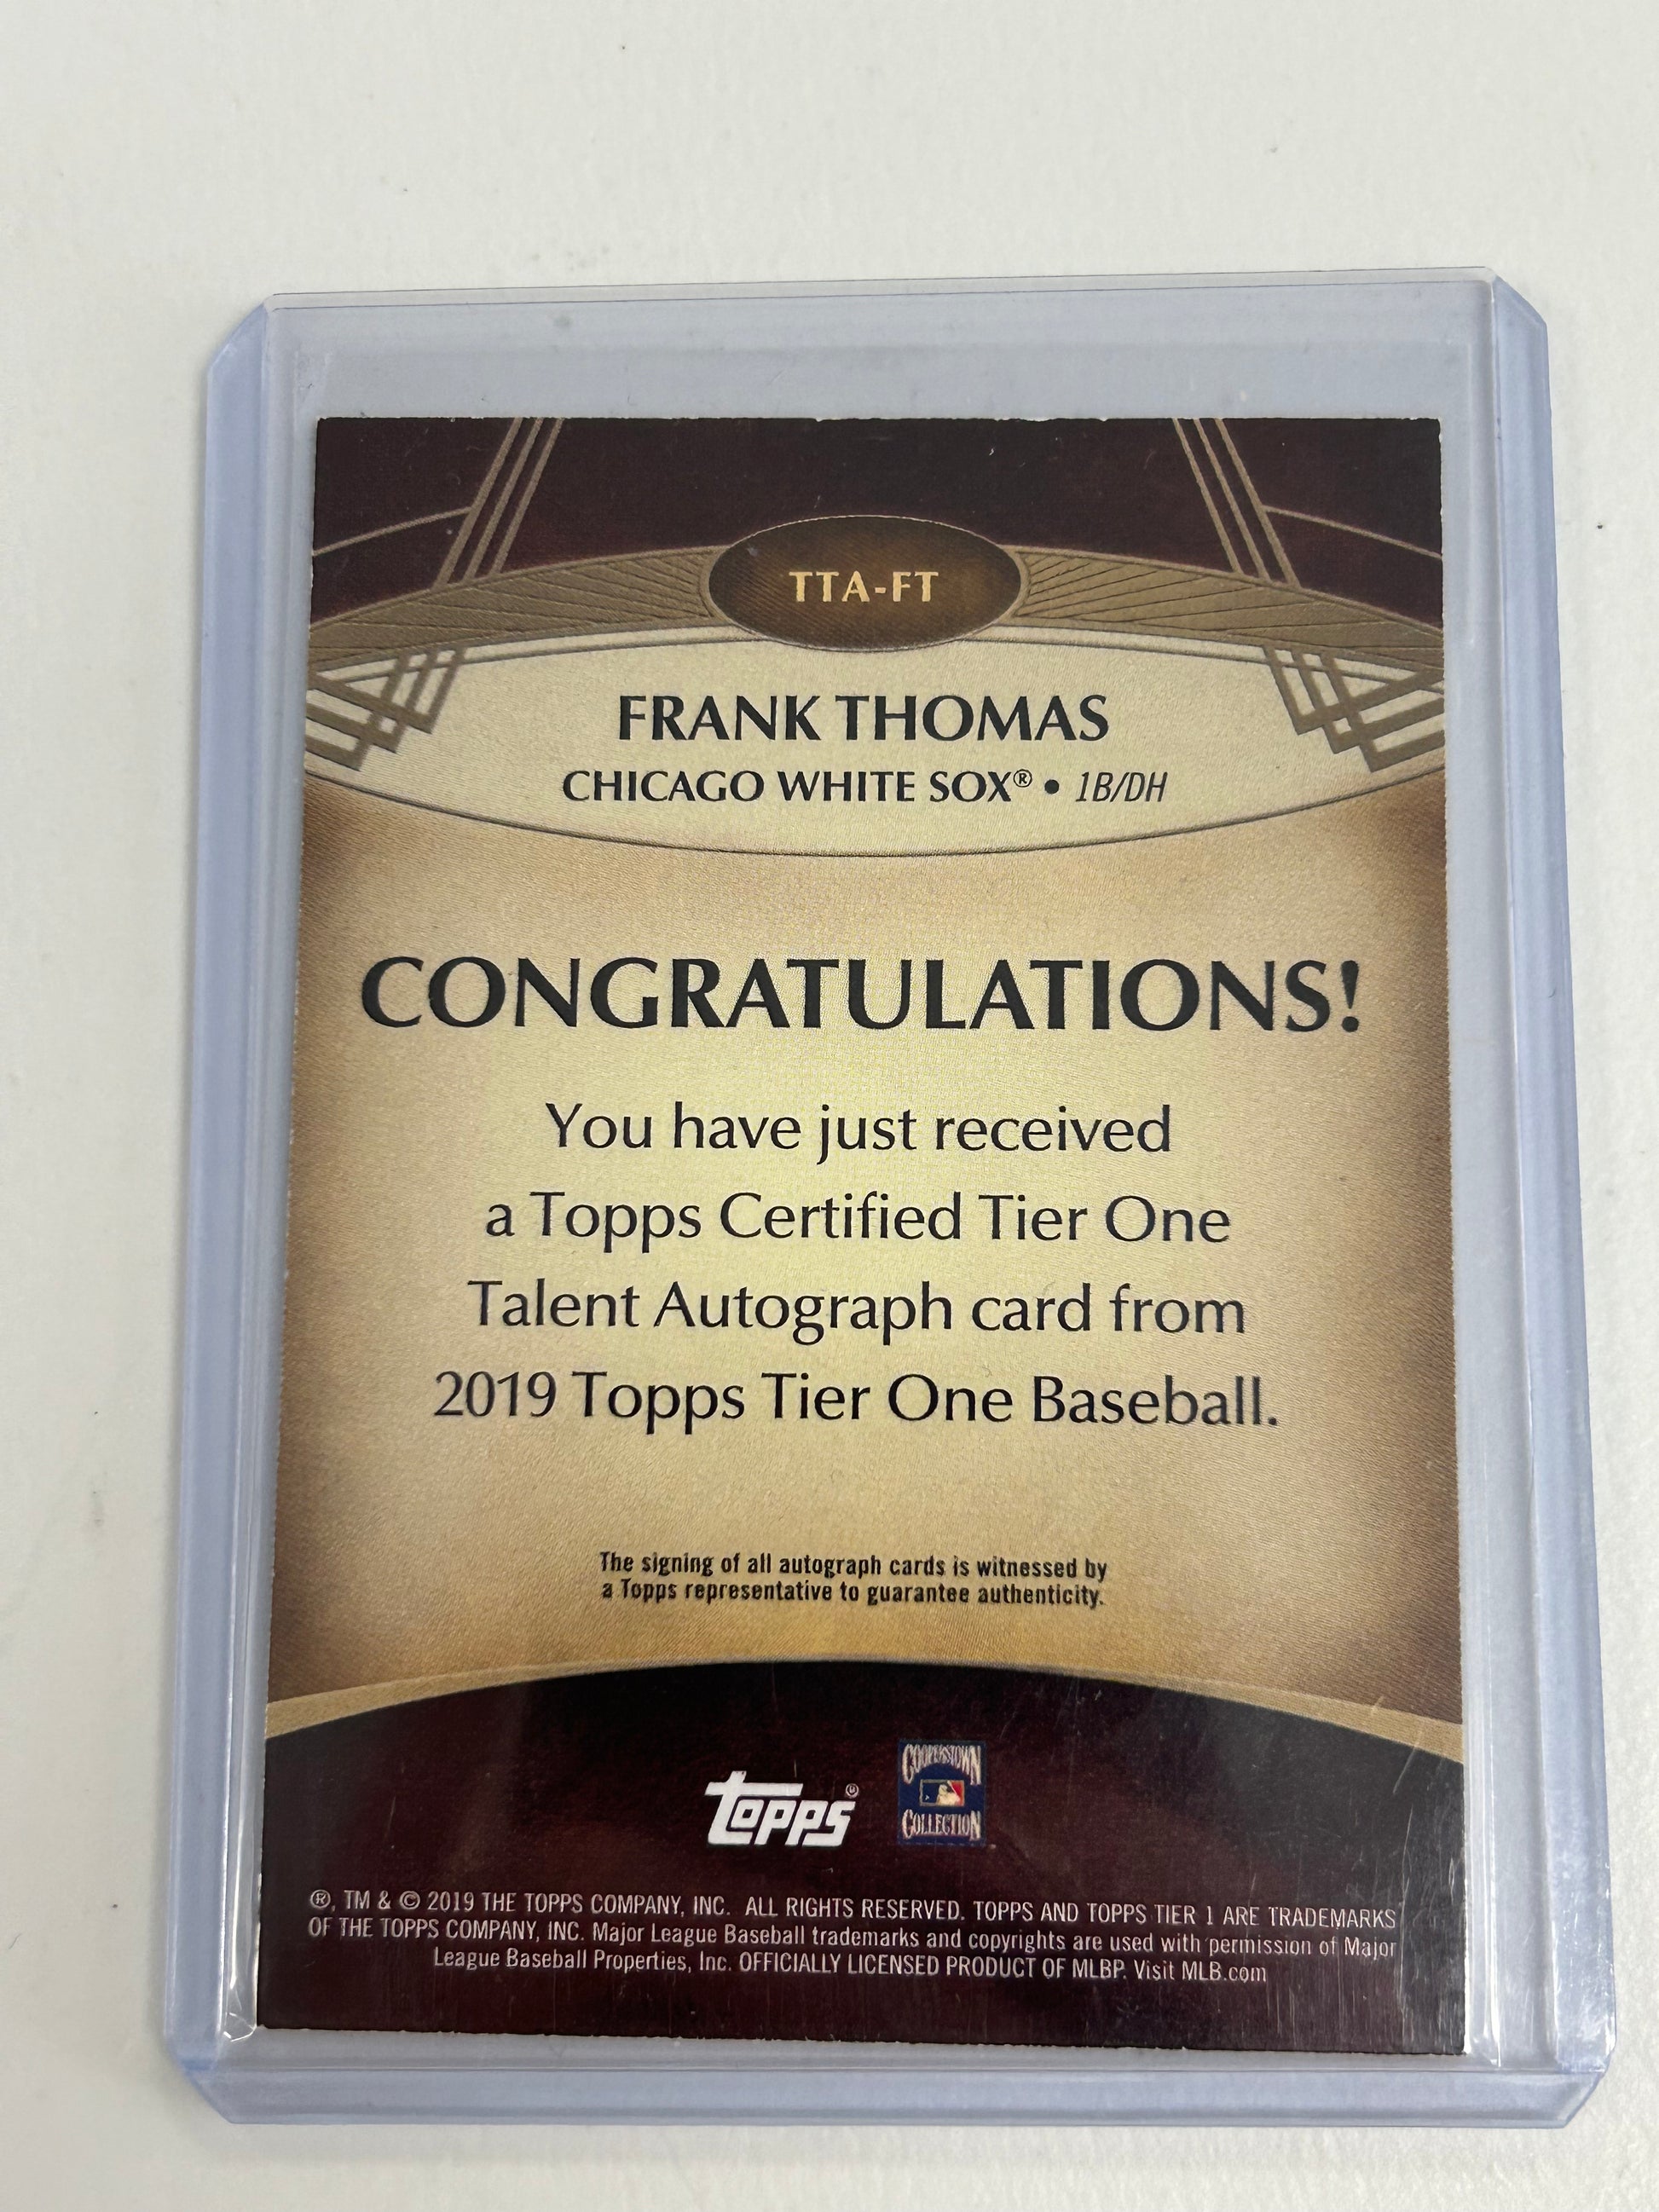 TTA-FT
FRANK THOMAS
CHICAGO WHITE SOX® • 1B/DH
CONGRATULATIONS!
You have just received
a Topps Certified Tier One
Talent Autograph card from
2019 Topps Tier One Baseball.
The signing of all autograph cards is witnessed by
a Topps representative to guarantee authenticity.
topps®
COOPERSTOWN
COLLECTION
®, TM & © 2019 THE TOPPS COMPANY, INC. ALL RIGHTS RESERVED. TOPPS AND TOPPS TIER 1 ARE TRADEMARKS
OF THE TOPPS COMPANY, INC. Major League Baseball trademarks and copyrights are used with permission of Major
League Baseball Properties, Inc. OFFICIALLY LICENSED PRODUCT OF MLBP. Visit MLB.com